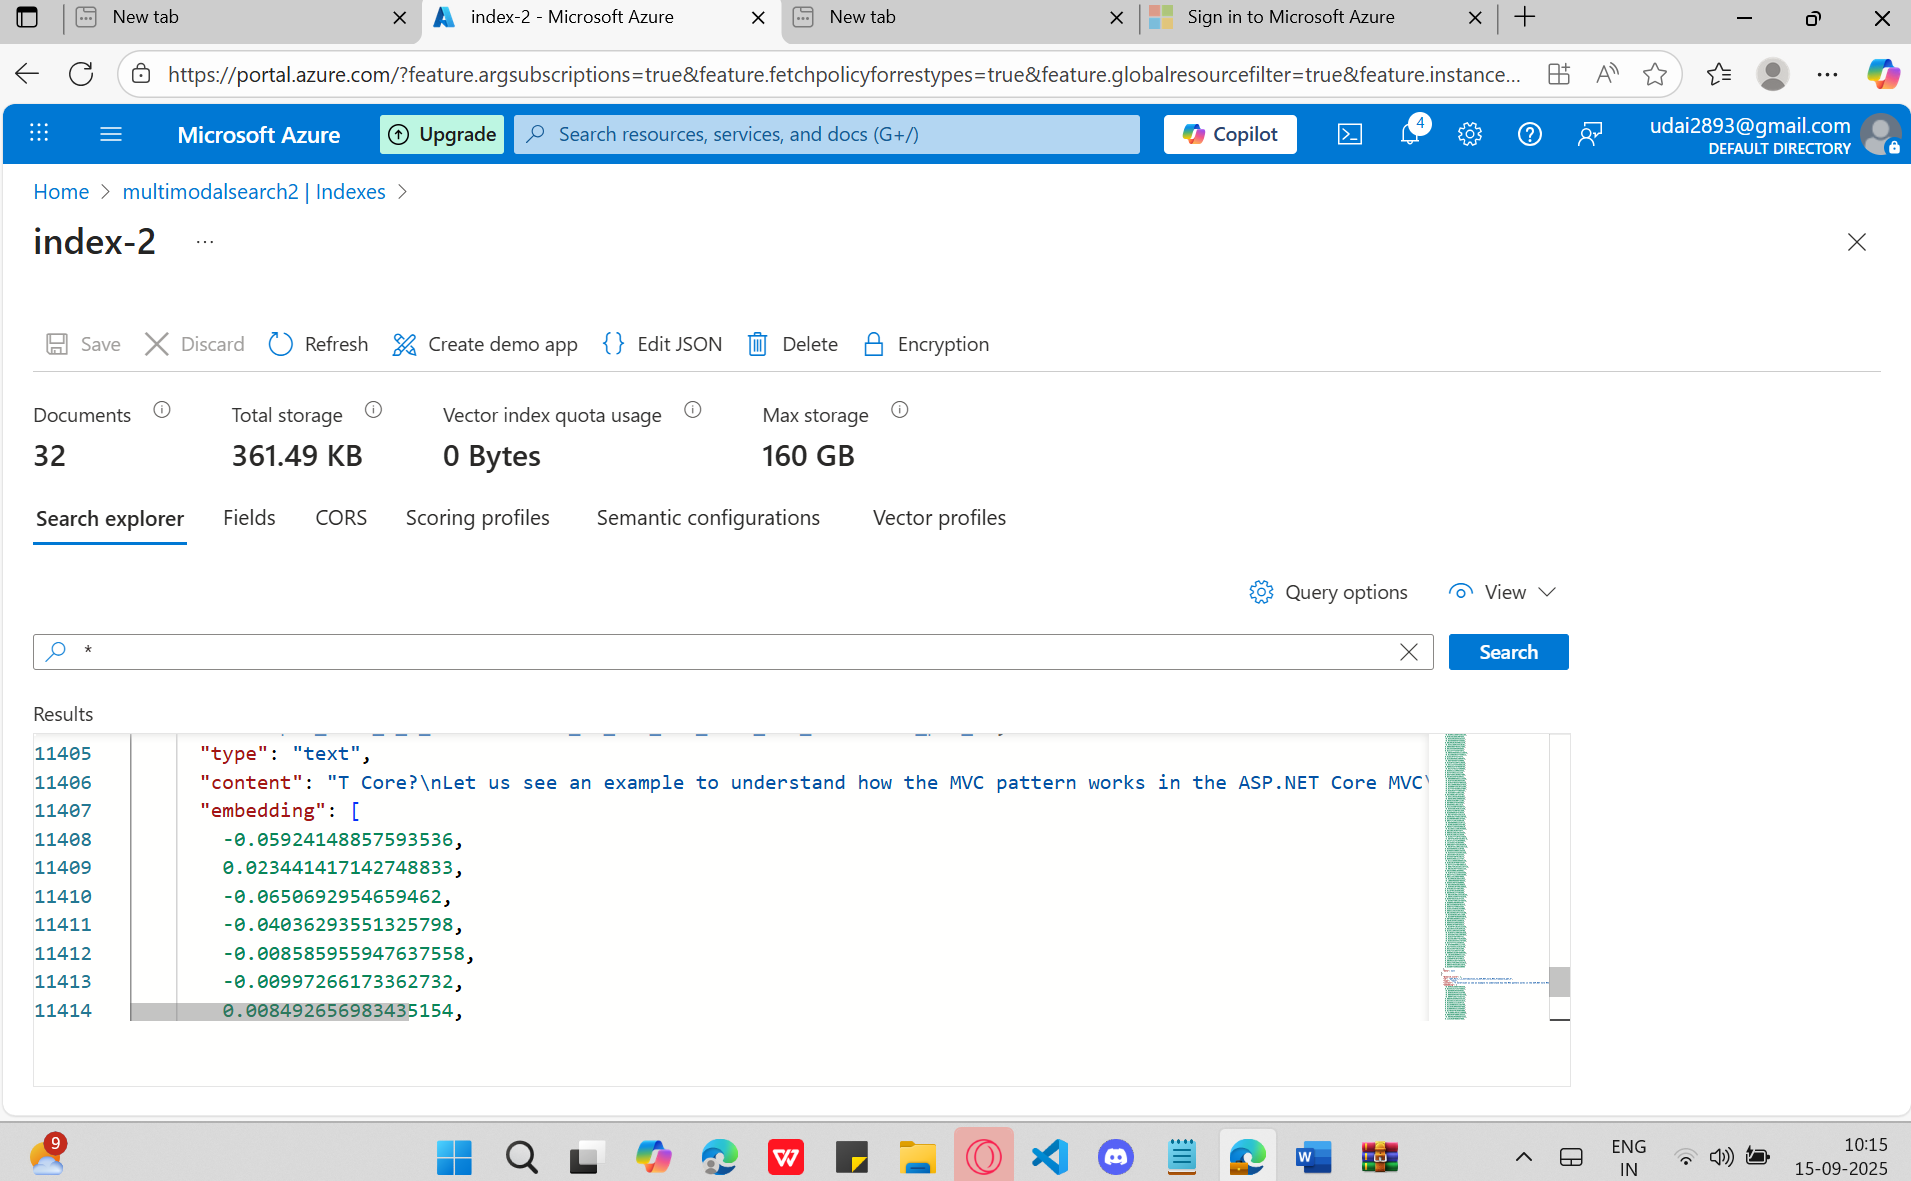 New tab
index-2 - Microsoft Azure
New tab
Sign in to Microsoft Azure
https://portal.azure.com/?feature.argsubscriptions=true&feature.fetchpolicyforrestypes=true&feature.globalresourcefilter=true&feature.instance...
Microsoft Azure
Upgrade
Search resources, services, and docs (G+/)
Copilot
4
udai2893@gmail.com
DEFAULT DIRECTORY
Home > multimodalsearch2 | Indexes >
index-2 ...
Save Discard Refresh Create demo app Edit JSON Delete Encryption
Documents Total storage Vector index quota usage Max storage
32 361.49 KB 0 Bytes 160 GB
Search explorer Fields CORS Scoring profiles Semantic configurations Vector profiles
Query options View
*
Search
Results
11405 "type": "text",
11406 "content": "T Core?\nLet us see an example to understand how the MVC pattern works in the ASP.NET Core MVC\
11407 "embedding": [
11408 -0.05924148857593536,
11409 0.023441417142748833,
11410 -0.0650692954659462,
11411 -0.04036293551325798,
11412 -0.008585955947637558,
11413 -0.00997266173362732,
11414 0.008492656983435154,
9
ENG
IN
10:15
15-09-2025